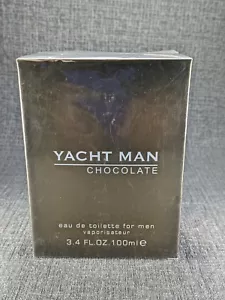 YACHT MAN
CHOCOLATE
eau de toilette for men
vaporisateur
3.4 FL.OZ.100ml℮